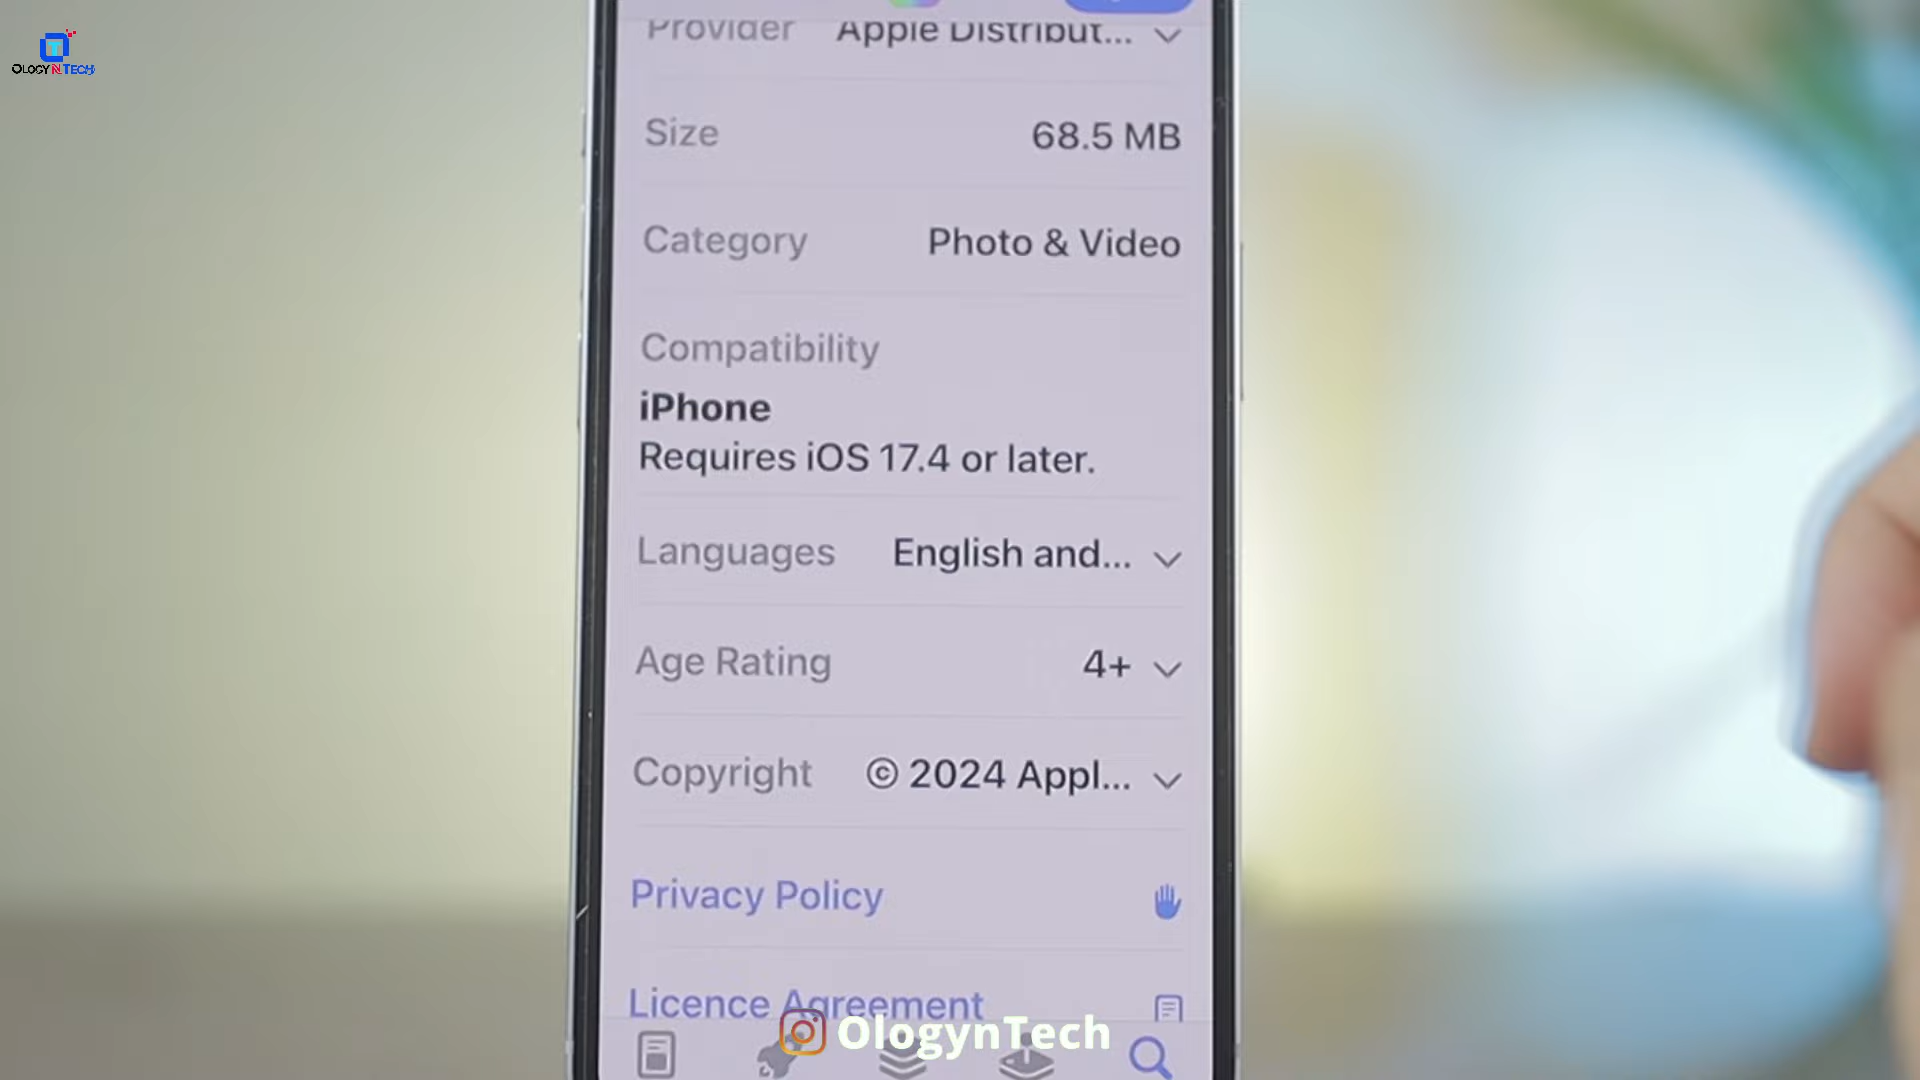 OLOGYNTECH
Provider Apple Distribut...
Size 68.5 MB
Category Photo & Video
Compatibility
iPhone
Requires iOS 17.4 or later.
Languages English and...
Age Rating 4+
Copyright © 2024 Appl...
Privacy Policy
Licence Agreement
OlogynTech